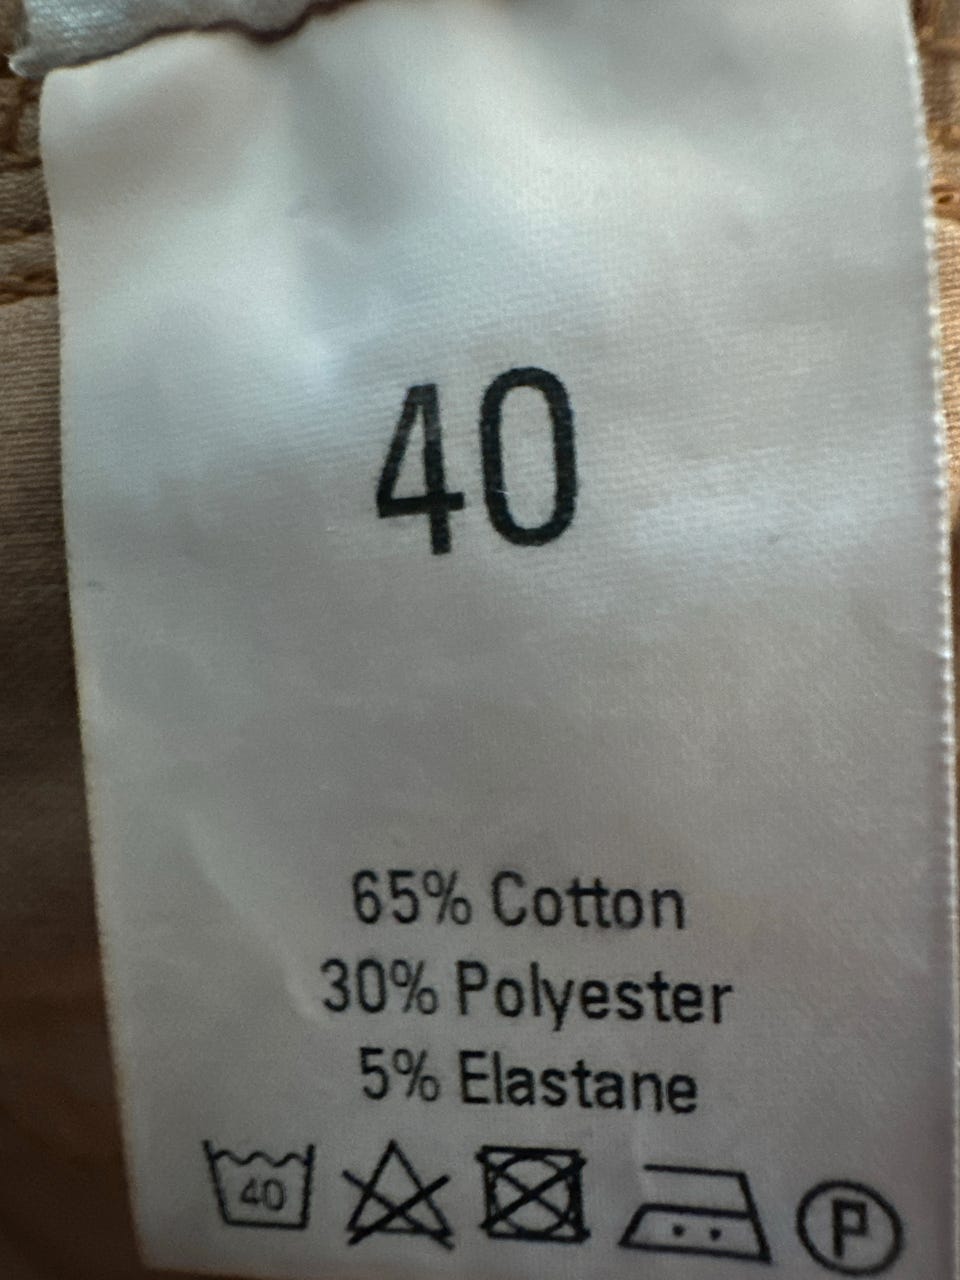 40
65% Cotton
30% Polyester
5% Elastane
40 P